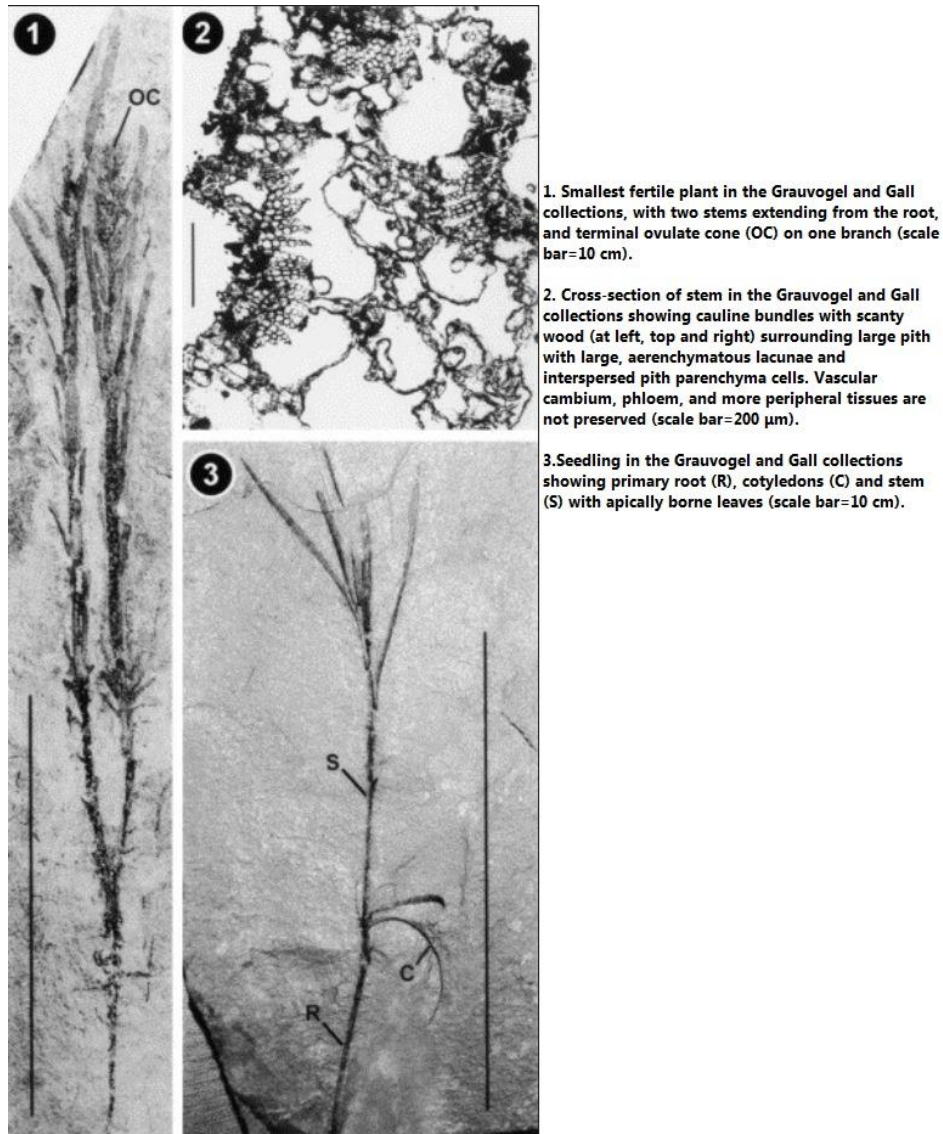 1
OC
2
3
S
C
R
1. Smallest fertile plant in the Grauvogel and Gall
collections, with two stems extending from the root,
and terminal ovulate cone (OC) on one branch (scale
bar=10 cm).
2. Cross-section of stem in the Grauvogel and Gall
collections showing cauline bundles with scanty
wood (at left, top and right) surrounding large pith
with large, aerenchymatous lacunae and
interspersed pith parenchyma cells. Vascular
cambium, phloem, and more peripheral tissues are
not preserved (scale bar=200 µm).
3.Seedling in the Grauvogel and Gall collections
showing primary root (R), cotyledons (C) and stem
(S) with apically borne leaves (scale bar=10 cm).